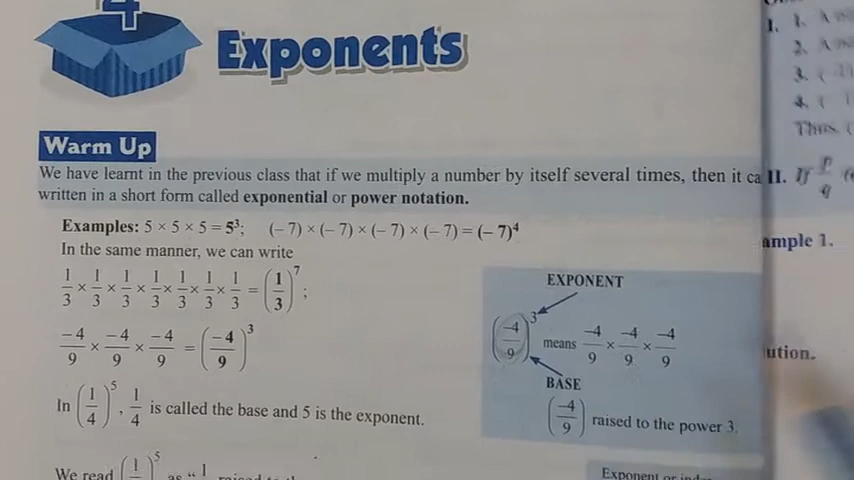 4
Exponents
Warm Up
We have learnt in the previous class that if we multiply a number by itself several times, then it ca
written in a short form called exponential or power notation.
Examples: 5 × 5 × 5 = 5³; (– 7) × (– 7) × (– 7) × (– 7) = (– 7)⁴
In the same manner, we can write
1/3 × 1/3 × 1/3 × 1/3 × 1/3 × 1/3 × 1/3 = (1/3)⁷ ;
–4/9 × –4/9 × –4/9 = (–4/9)³
In (1/4)⁵, 1/4 is called the base and 5 is the exponent.
We read (1/4)⁵ as “ 1
EXPONENT
(–4/9)³ means –4/9 × –4/9 × –4/9
BASE
(–4/9) raised to the power 3.
Exponent or
I. 1.
2.
3.
4.
Thus,
II. If p/q
ample 1.
ution.